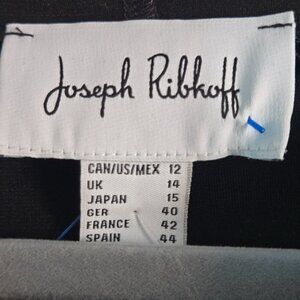 Joseph Ribkoff
CAN/US/MEX 12
UK 14
JAPAN 15
GER 40
FRANCE 42
SPAIN 44